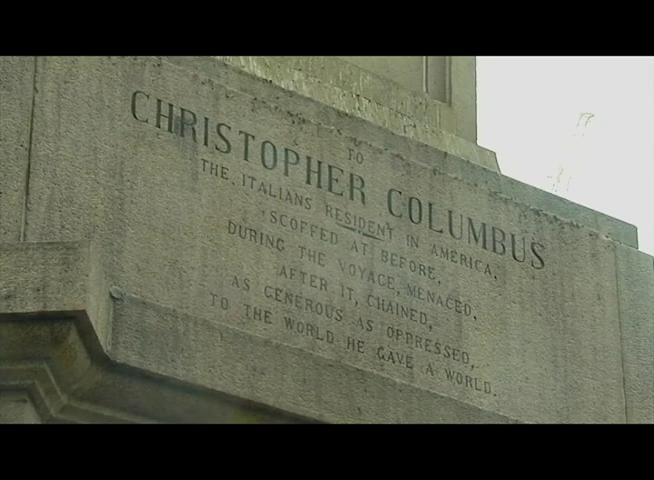 TO
CHRISTOPHER COLUMBUS
THE ITALIANS RESIDENT IN AMERICA,
SCOFFED AT BEFORE,
DURING THE VOYAGE, MENACED,
AFTER IT, CHAINED,
AS GENEROUS AS OPPRESSED,
TO THE WORLD HE GAVE A WORLD.